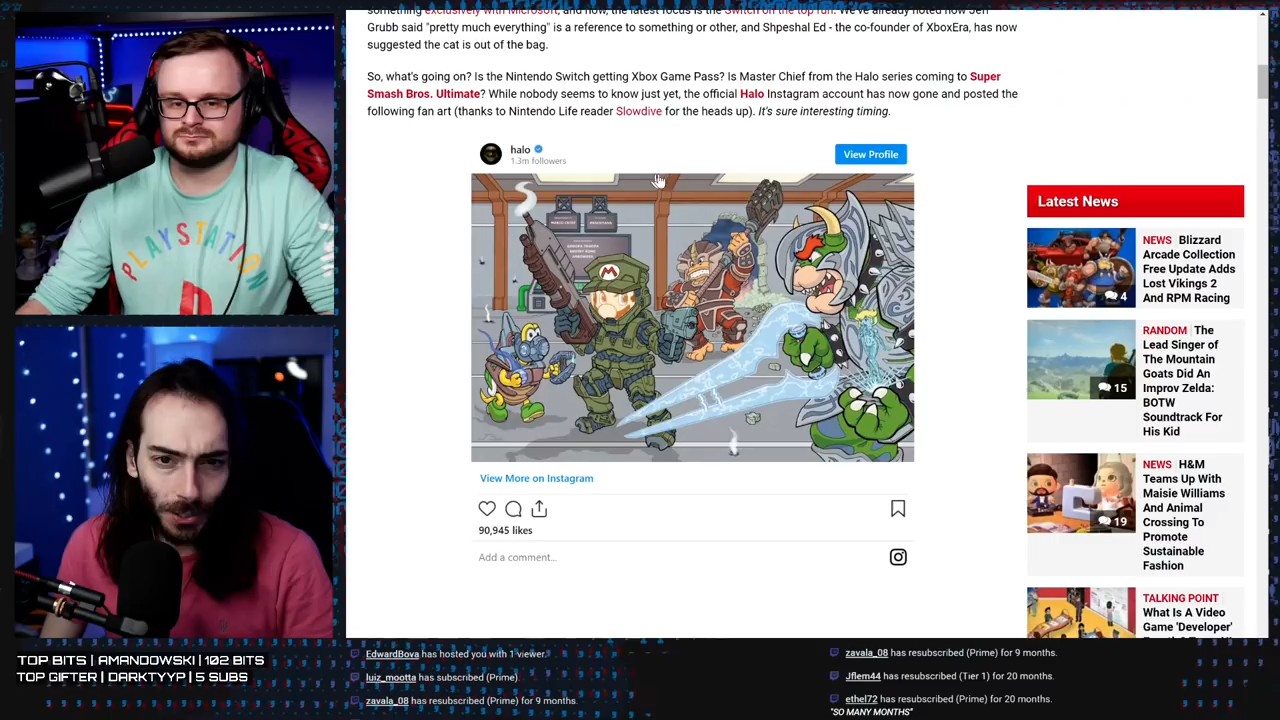 something exclusively with Microsoft, and now, the latest focus is the Switch on the top run. We've already noted how Jeff
Grubb said "pretty much everything" is a reference to something or other, and Shpeshal Ed - the co-founder of XboxEra, has now
suggested the cat is out of the bag.
So, what's going on? Is the Nintendo Switch getting Xbox Game Pass? Is Master Chief from the Halo series coming to Super
Smash Bros. Ultimate? While nobody seems to know just yet, the official Halo Instagram account has now gone and posted the
following fan art (thanks to Nintendo Life reader Slowdive for the heads up). It's sure interesting timing.
halo
1.3m followers
View Profile
M
View More on Instagram
90,945 likes
Add a comment...
Latest News
NEWS Blizzard
Arcade Collection
Free Update Adds
Lost Vikings 2
And RPM Racing
4
RANDOM The
Lead Singer of
The Mountain
Goats Did An
Improv Zelda:
BOTW
Soundtrack For
His Kid
15
NEWS H&M
Teams Up With
Maisie Williams
And Animal
Crossing To
Promote
Sustainable
Fashion
19
TALKING POINT
What Is A Video
Game 'Developer'
PLAYSTATION
TOP BITS | AMANDOWSKI | 102 BITS
TOP GIFTER | DARKTYYP | 5 SUBS
EdwardBova has hosted you with 1 viewer.
luiz_mootta has subscribed (Prime).
zavala_08 has resubscribed (Prime) for 9 months.
zavala_08 has resubscribed (Prime) for 9 months.
Jflem44 has resubscribed (Tier 1) for 20 months.
ethel72 has resubscribed (Prime) for 20 months.
"SO MANY MONTHS"